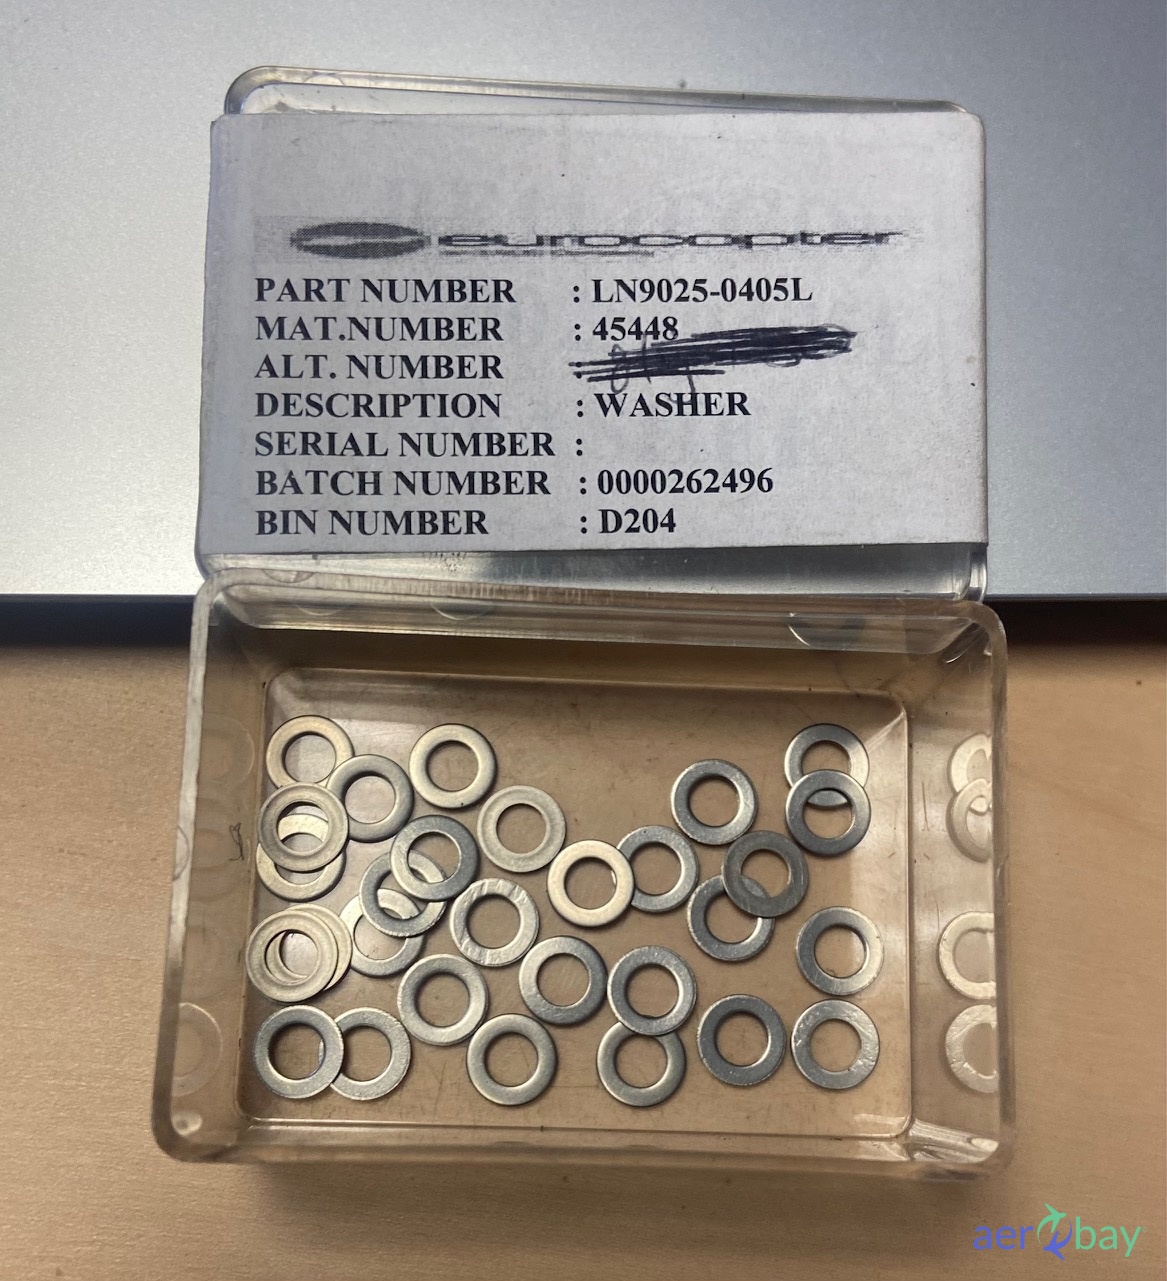 eurocopter
PART NUMBER : LN9025-0405L
MAT.NUMBER : 45448
ALT. NUMBER :
DESCRIPTION : WASHER
SERIAL NUMBER :
BATCH NUMBER : 0000262496
BIN NUMBER : D204
aerobay